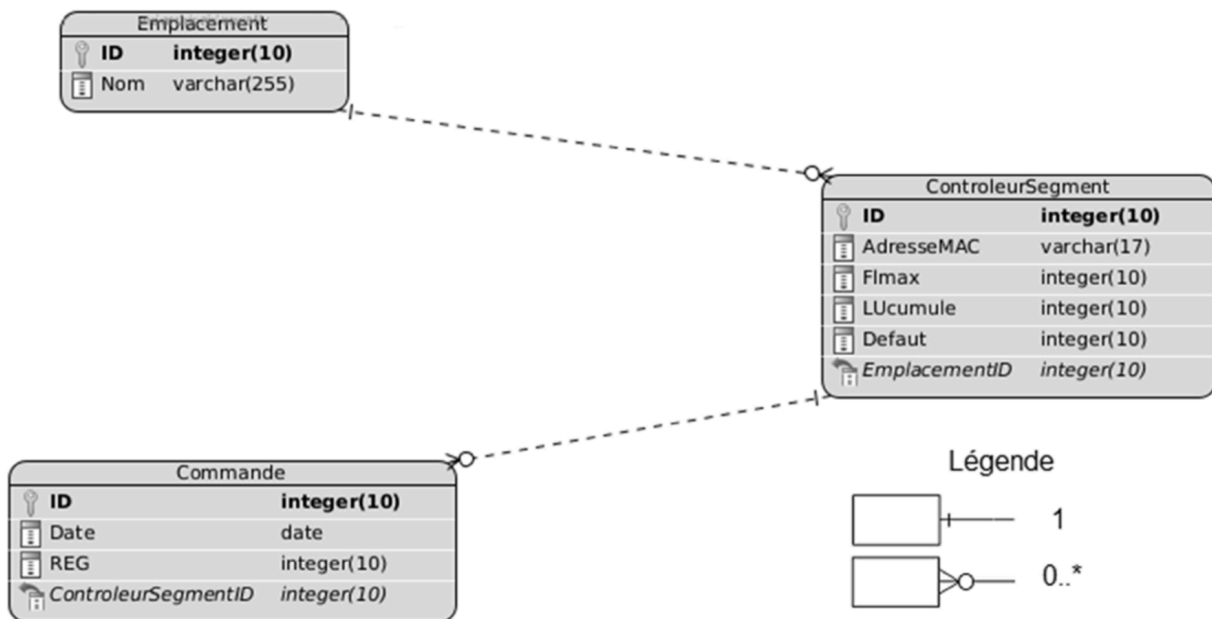 Emplacement
ID integer(10)
Nom varchar(255)
ControleurSegment
ID integer(10)
AdresseMAC varchar(17)
FImax integer(10)
LUcumule integer(10)
Defaut integer(10)
EmplacementID integer(10)
Commande
ID integer(10)
Date date
REG integer(10)
ControleurSegmentID integer(10)
Légende
1
0..*